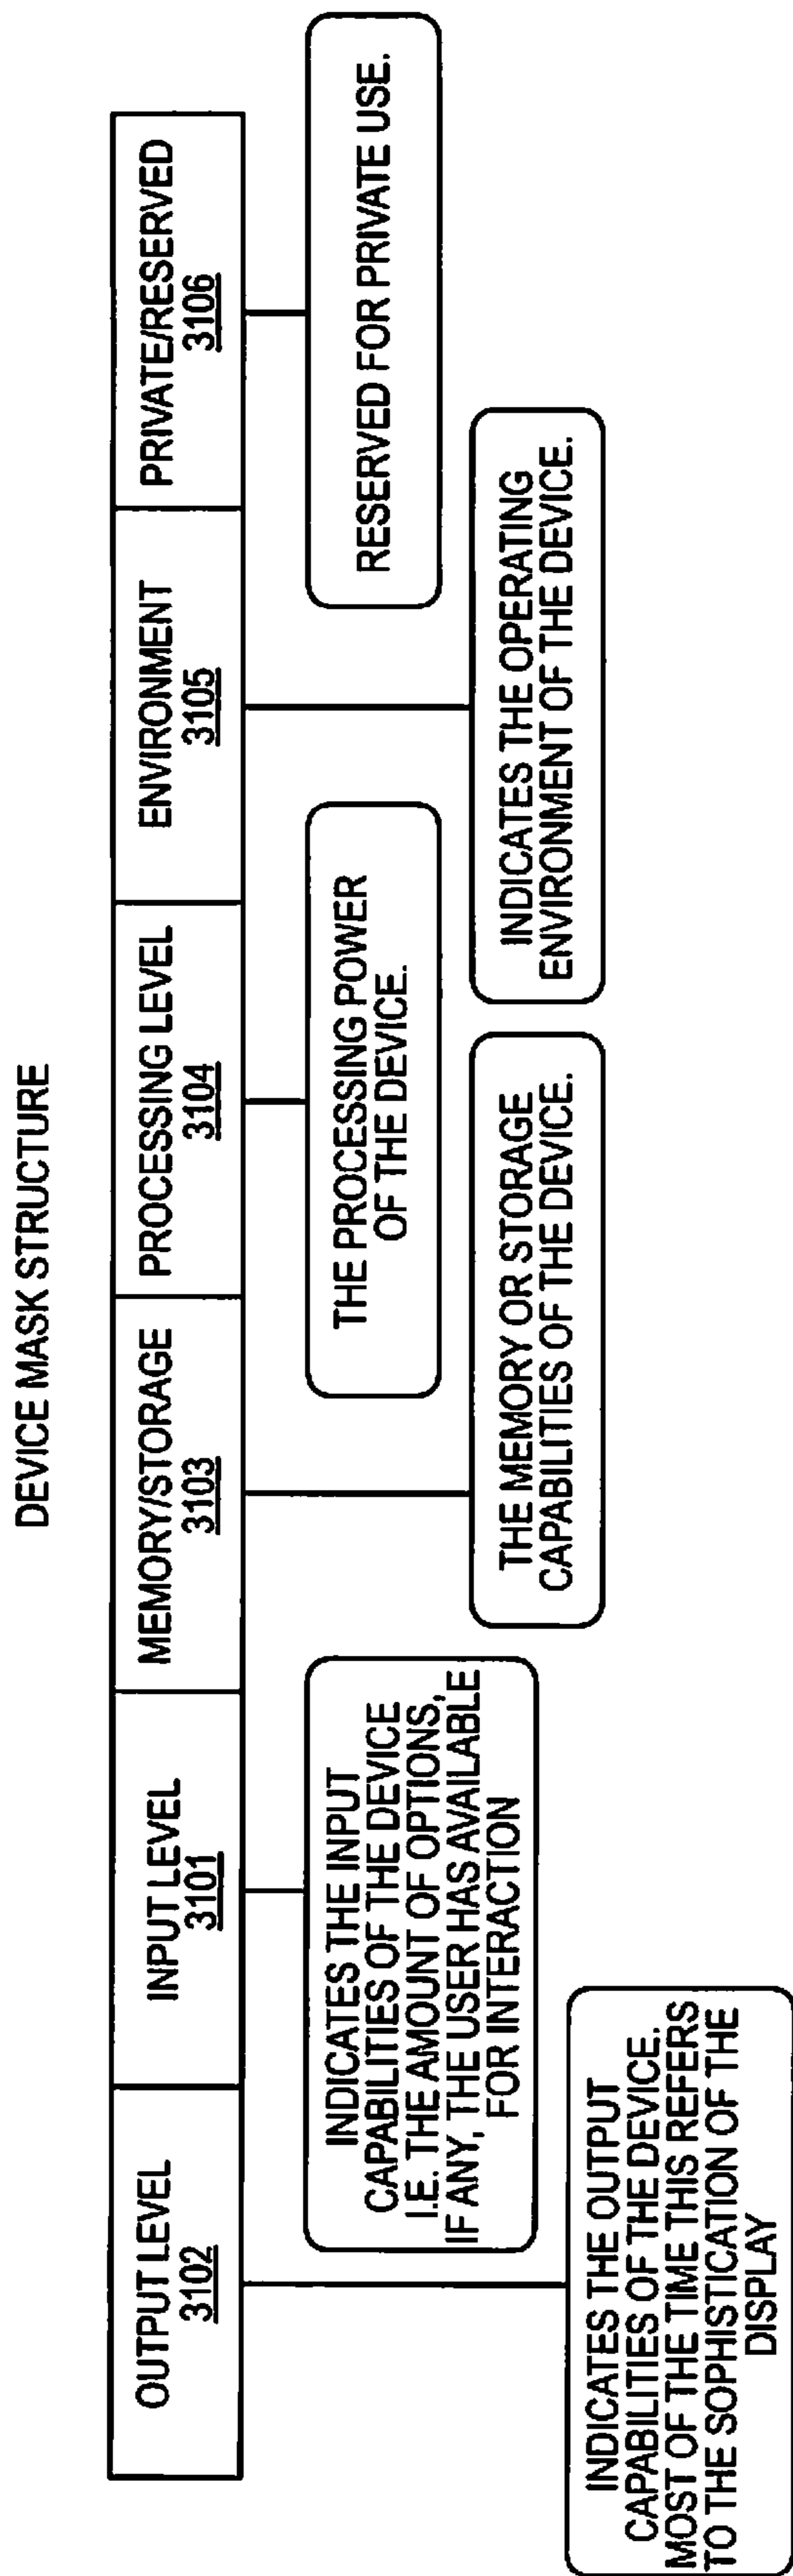 DEVICE MASK STRUCTURE
OUTPUT LEVEL
3102
INPUT LEVEL
3101
MEMORY/STORAGE
3103
PROCESSING LEVEL
3104
ENVIRONMENT
3105
PRIVATE/RESERVED
3106
INDICATES THE OUTPUT
CAPABILITIES OF THE DEVICE.
MOST OF THE TIME THIS REFERS
TO THE SOPHISTICATION OF THE
DISPLAY
INDICATES THE INPUT
CAPABILITIES OF THE DEVICE
I.E. THE AMOUNT OF OPTIONS,
IF ANY, THE USER HAS AVAILABLE
FOR INTERACTION
THE MEMORY OR STORAGE
CAPABILITIES OF THE DEVICE.
THE PROCESSING POWER
OF THE DEVICE.
INDICATES THE OPERATING
ENVIRONMENT OF THE DEVICE.
RESERVED FOR PRIVATE USE.